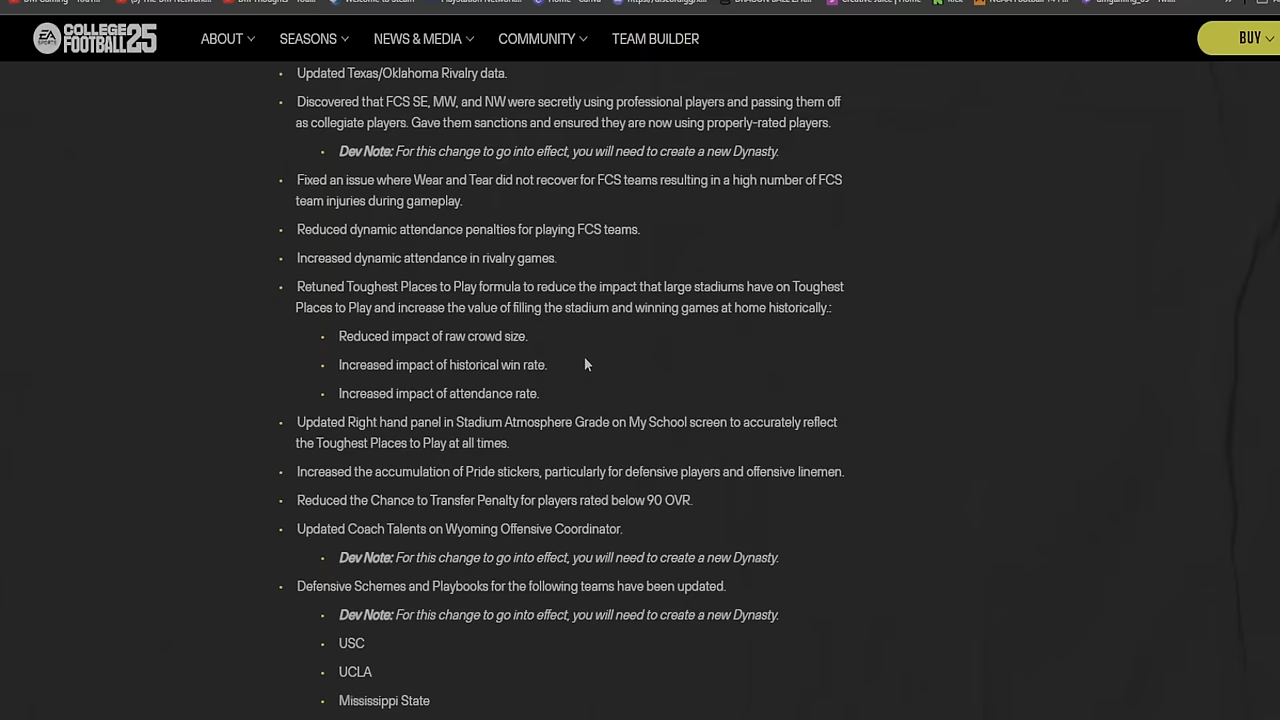 EA SPORTS COLLEGE FOOTBALL 25
ABOUT SEASONS NEWS & MEDIA COMMUNITY TEAM BUILDER BUY
• Updated Texas/Oklahoma Rivalry data.
• Discovered that FCS SE, MW, and NW were secretly using professional players and passing them off
as collegiate players. Gave them sanctions and ensured they are now using properly-rated players.
• Dev Note: For this change to go into effect, you will need to create a new Dynasty.
• Fixed an issue where Wear and Tear did not recover for FCS teams resulting in a high number of FCS
team injuries during gameplay.
• Reduced dynamic attendance penalties for playing FCS teams.
• Increased dynamic attendance in rivalry games.
• Retuned Toughest Places to Play formula to reduce the impact that large stadiums have on Toughest
Places to Play and increase the value of filling the stadium and winning games at home historically.:
• Reduced impact of raw crowd size.
• Increased impact of historical win rate.
• Increased impact of attendance rate.
• Updated Right hand panel in Stadium Atmosphere Grade on My School screen to accurately reflect
the Toughest Places to Play at all times.
• Increased the accumulation of Pride stickers, particularly for defensive players and offensive linemen.
• Reduced the Chance to Transfer Penalty for players rated below 90 OVR.
• Updated Coach Talents on Wyoming Offensive Coordinator.
• Dev Note: For this change to go into effect, you will need to create a new Dynasty.
• Defensive Schemes and Playbooks for the following teams have been updated.
• Dev Note: For this change to go into effect, you will need to create a new Dynasty.
• USC
• UCLA
• Mississippi State